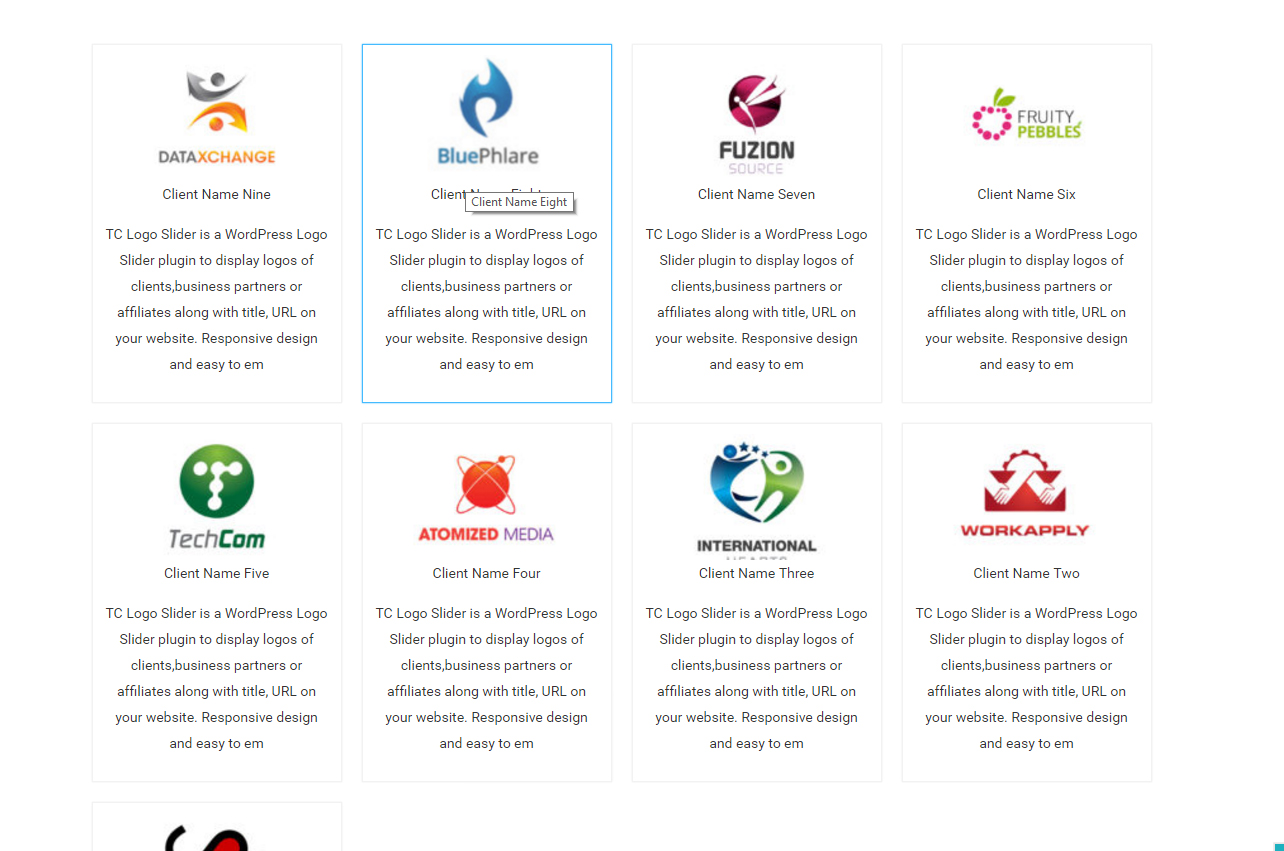 DATAXCHANGE
Client Name Nine
TC Logo Slider is a WordPress Logo
Slider plugin to display logos of
clients,business partners or
affiliates along with title, URL on
your website. Responsive design
and easy to em
BluePhlare
Client
Client Name Eight
TC Logo Slider is a WordPress Logo
Slider plugin to display logos of
clients,business partners or
affiliates along with title, URL on
your website. Responsive design
and easy to em
FUZION
SOURCE
Client Name Seven
TC Logo Slider is a WordPress Logo
Slider plugin to display logos of
clients,business partners or
affiliates along with title, URL on
your website. Responsive design
and easy to em
FRUITY
PEBBLES
Client Name Six
TC Logo Slider is a WordPress Logo
Slider plugin to display logos of
clients,business partners or
affiliates along with title, URL on
your website. Responsive design
and easy to em
TechCom
Client Name Five
TC Logo Slider is a WordPress Logo
Slider plugin to display logos of
clients,business partners or
affiliates along with title, URL on
your website. Responsive design
and easy to em
ATOMIZED MEDIA
Client Name Four
TC Logo Slider is a WordPress Logo
Slider plugin to display logos of
clients,business partners or
affiliates along with title, URL on
your website. Responsive design
and easy to em
INTERNATIONAL
Client Name Three
TC Logo Slider is a WordPress Logo
Slider plugin to display logos of
clients,business partners or
affiliates along with title, URL on
your website. Responsive design
and easy to em
WORKAPPLY
Client Name Two
TC Logo Slider is a WordPress Logo
Slider plugin to display logos of
clients,business partners or
affiliates along with title, URL on
your website. Responsive design
and easy to em